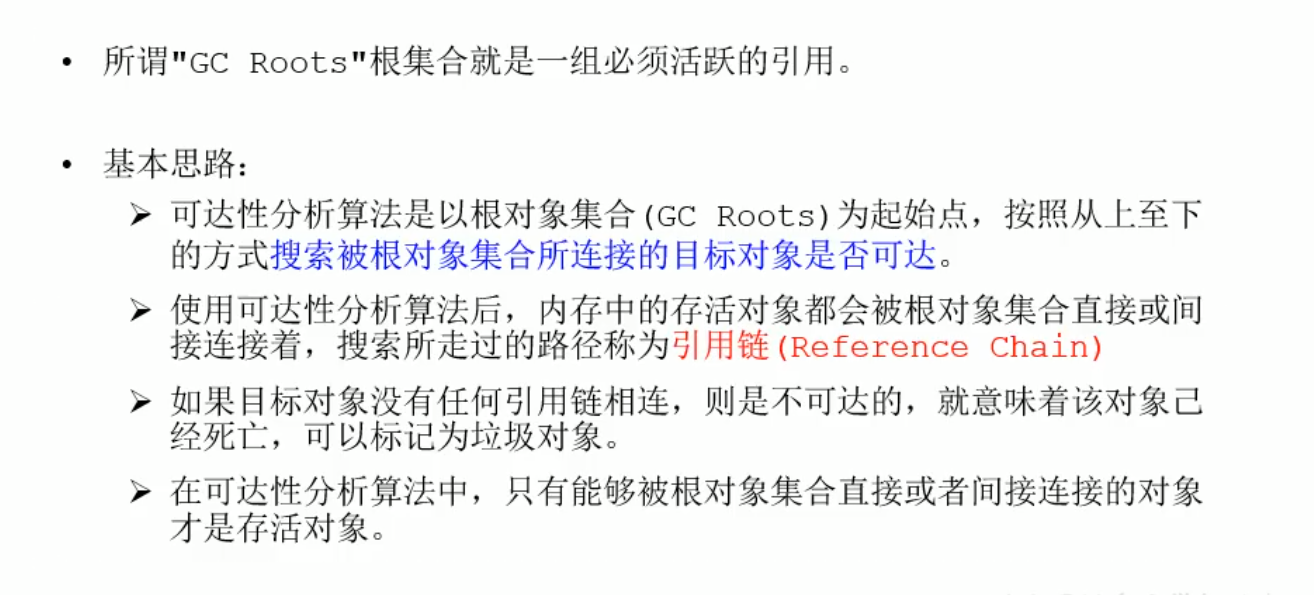 • 所谓"GC Roots"根集合就是一组必须活跃的引用。
• 基本思路：
➢ 可达性分析算法是以根对象集合(GC Roots)为起始点，按照从上至下
的方式搜索被根对象集合所连接的目标对象是否可达。
➢ 使用可达性分析算法后，内存中的存活对象都会被根对象集合直接或间
接连接着，搜索所走过的路径称为引用链(Reference Chain)
➢ 如果目标对象没有任何引用链相连，则是不可达的，就意味着该对象己
经死亡，可以标记为垃圾对象。
➢ 在可达性分析算法中，只有能够被根对象集合直接或者间接连接的对象
才是存活对象。